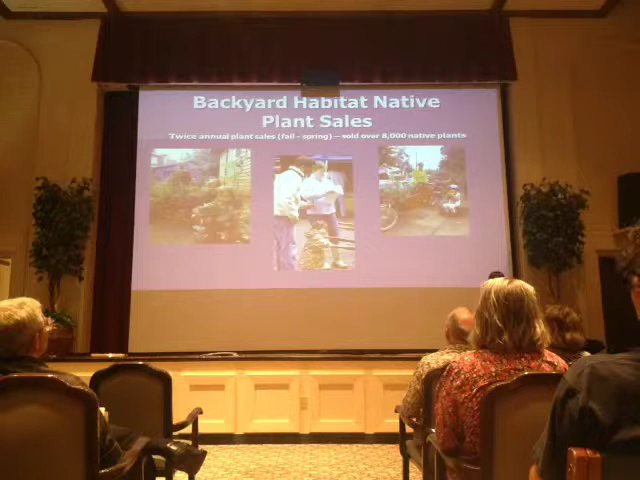 Backyard Habitat Native
Plant Sales
Twice annual plant sales (fall - spring) — sold over 8,000 native plants